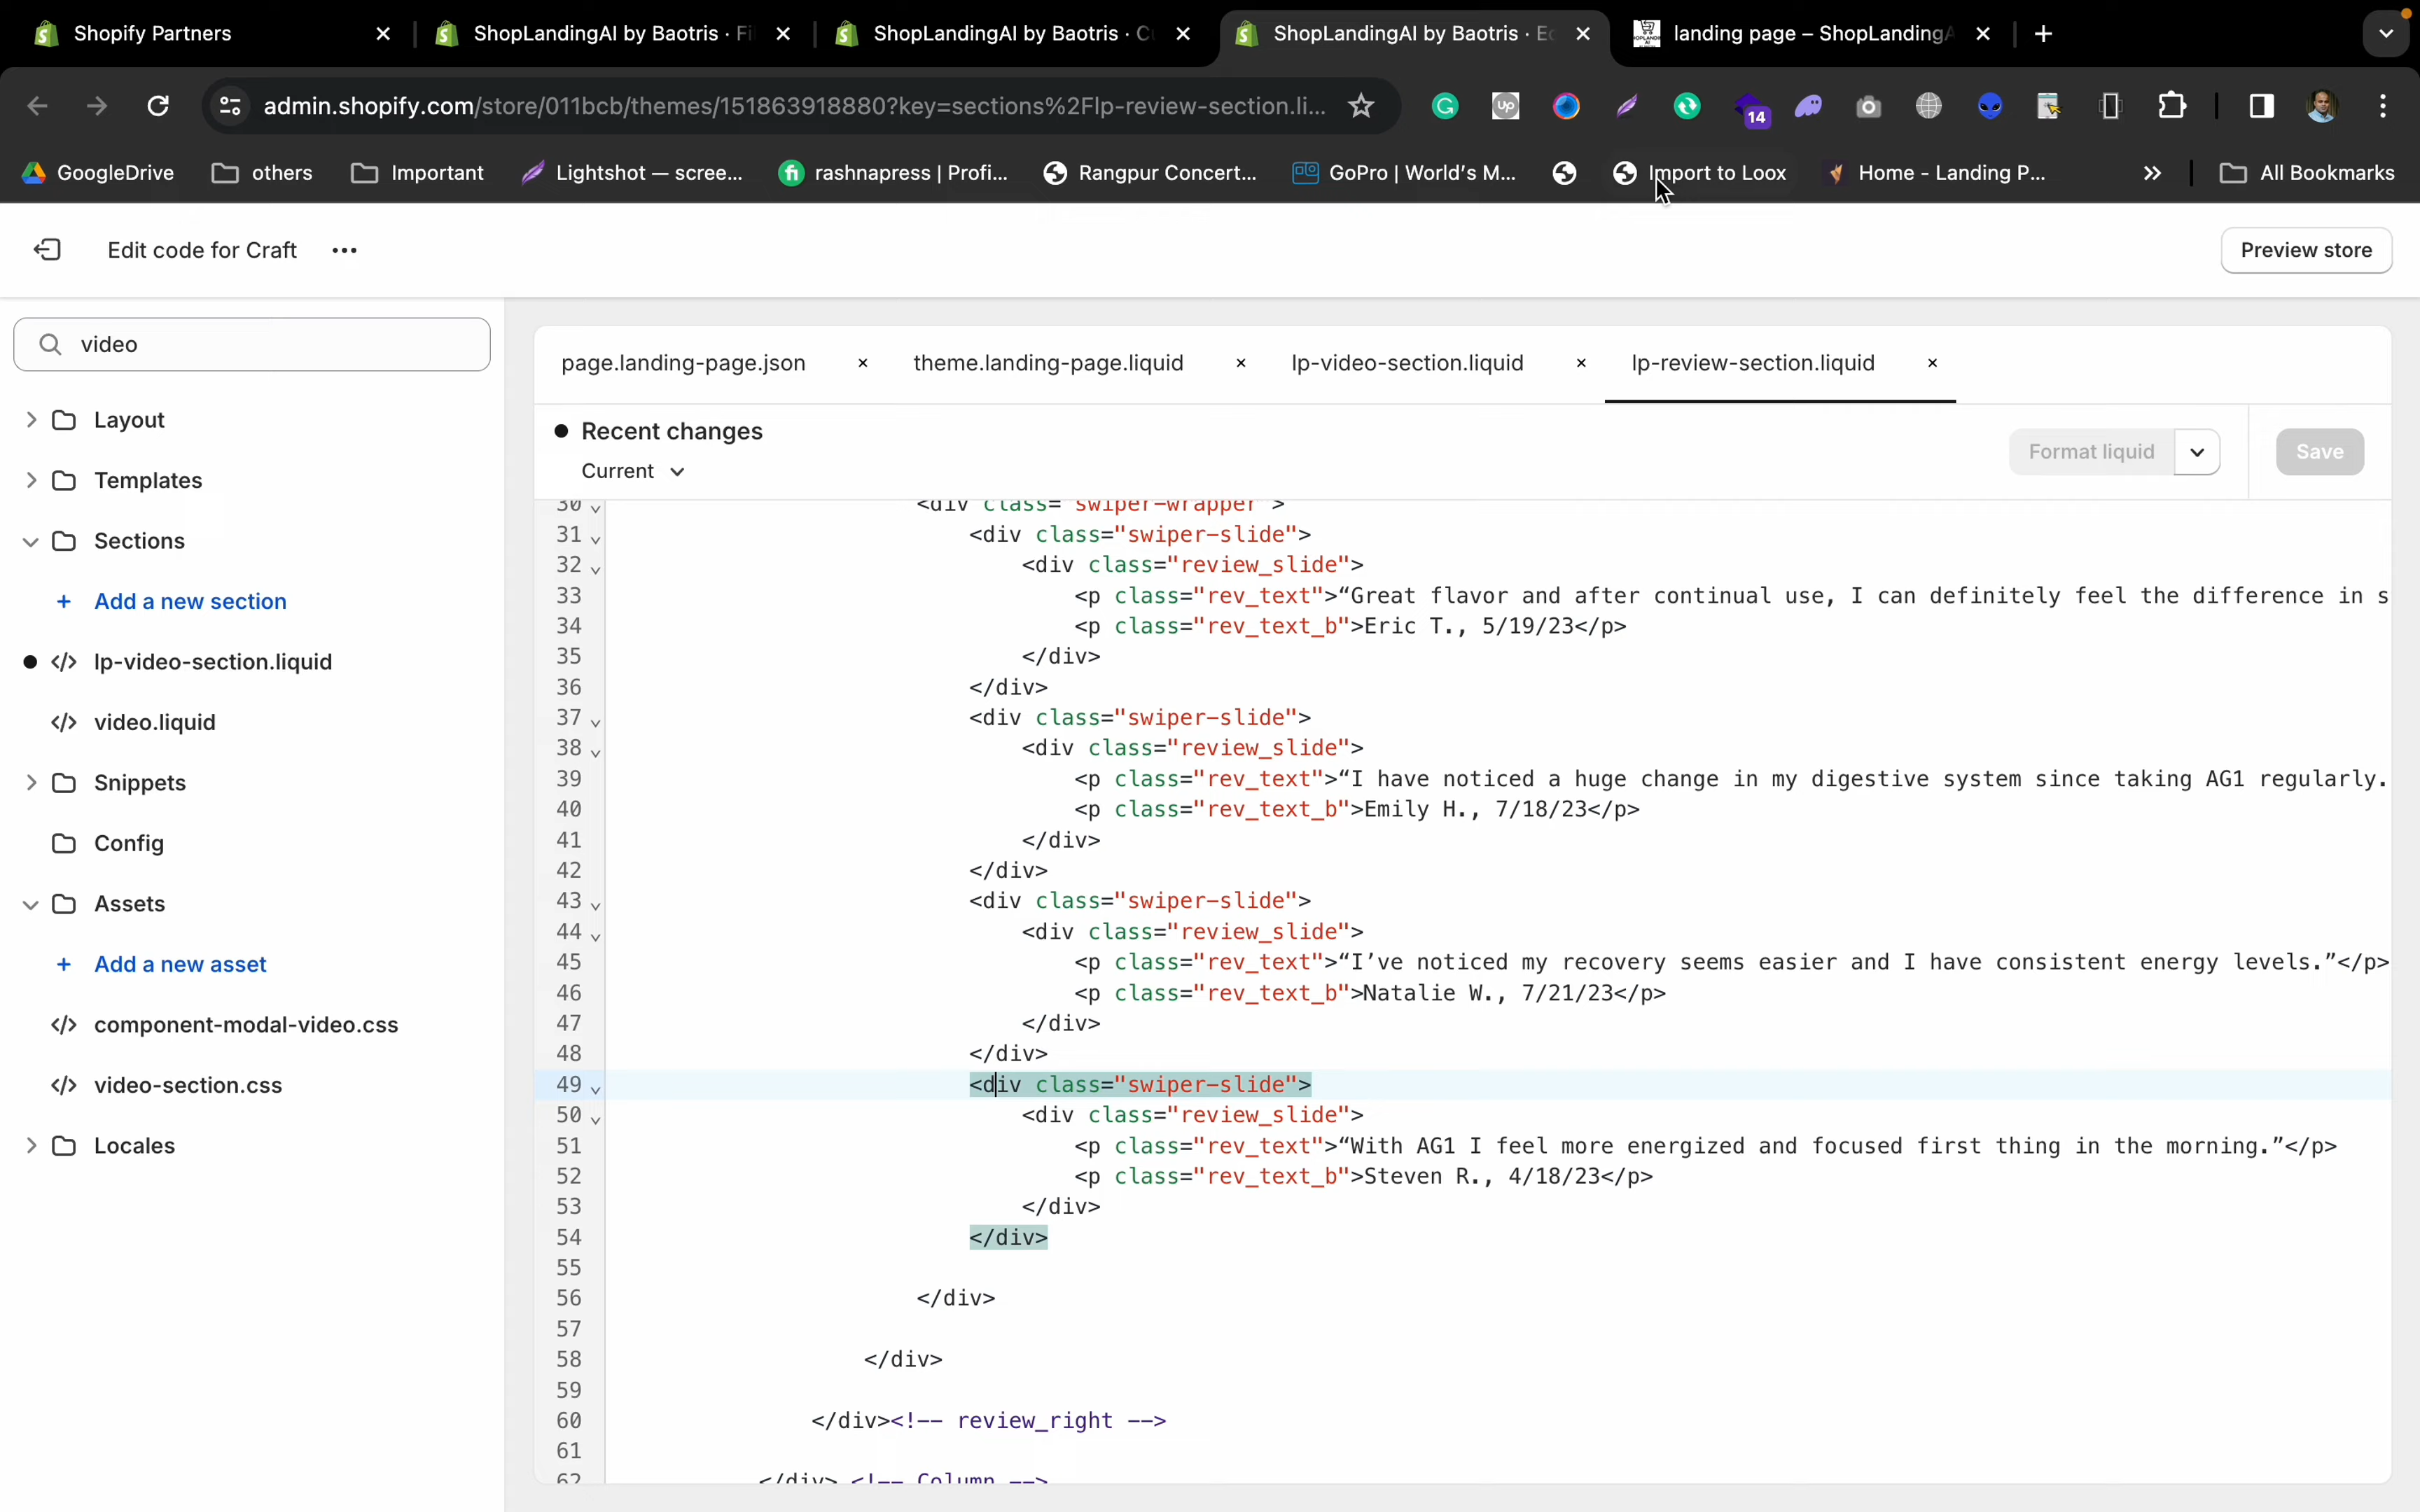 Shopify Partners
ShopLandingAI by Baotris · Fi
ShopLandingAI by Baotris · Cu
ShopLandingAI by Baotris · Ed
landing page – ShopLandingA
admin.shopify.com/store/011bcb/themes/151863918880?key=sections%2Flp-review-section.li...
14
GoogleDrive
others
Important
Lightshot — scree...
rashnapress | Profi...
Rangpur Concert...
GoPro | World's M...
Import to Loox
Home - Landing P...
All Bookmarks
Edit code for Craft
Preview store
video
Layout
Templates
Sections
+ Add a new section
lp-video-section.liquid
video.liquid
Snippets
Config
Assets
+ Add a new asset
component-modal-video.css
video-section.css
Locales
page.landing-page.json
theme.landing-page.liquid
lp-video-section.liquid
lp-review-section.liquid
Recent changes
Current
Format liquid
Save
30 <div class="swiper-wrapper">
31 <div class="swiper-slide">
32 <div class="review_slide">
33 <p class="rev_text">“Great flavor and after continual use, I can definitely feel the difference in s
34 <p class="rev_text_b">Eric T., 5/19/23</p>
35 </div>
36 </div>
37 <div class="swiper-slide">
38 <div class="review_slide">
39 <p class="rev_text">“I have noticed a huge change in my digestive system since taking AG1 regularly.
40 <p class="rev_text_b">Emily H., 7/18/23</p>
41 </div>
42 </div>
43 <div class="swiper-slide">
44 <div class="review_slide">
45 <p class="rev_text">“I’ve noticed my recovery seems easier and I have consistent energy levels.”</p>
46 <p class="rev_text_b">Natalie W., 7/21/23</p>
47 </div>
48 </div>
49 <div class="swiper-slide">
50 <div class="review_slide">
51 <p class="rev_text">“With AG1 I feel more energized and focused first thing in the morning.”</p>
52 <p class="rev_text_b">Steven R., 4/18/23</p>
53 </div>
54 </div>
55
56 </div>
57
58 </div>
59
60 </div><!-- review_right -->
61
62 </div> <!-- Column -->